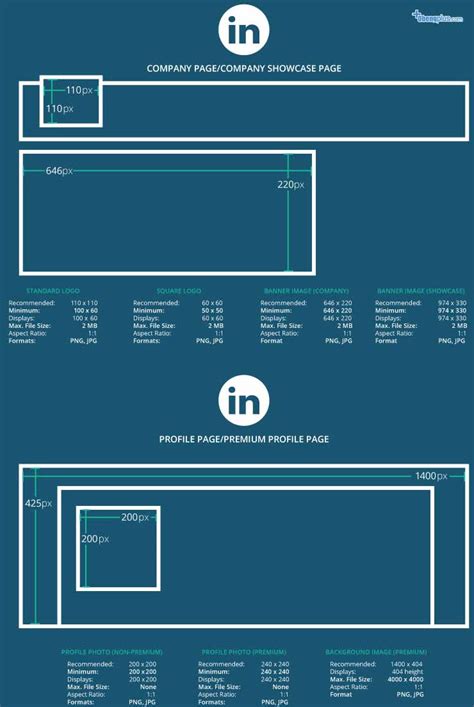 in
COMPANY PAGE/COMPANY SHOWCASE PAGE
110px
110px
646px
220px
STANDARD LOGO
Recommended: 110 x 110
Minimum: 100 x 60
Displays: 100 x 60
Max. File Size: 2 MB
Aspect Ratio: 1:1
Formats: PNG, JPG
SQUARE LOGO
Recommended: 60 x 60
Minimum: 50 x 50
Displays: 60 x 60
Max. File Size: 2 MB
Aspect Ratio: 1:1
Formats: PNG, JPG
BANNER IMAGE (COMPANY)
Recommended: 646 x 220
Minimum: 646 x 220
Displays: 646 x 220
Max. File Size: 2 MB
Aspect Ratio: 1:1
Format: PNG, JPG
BANNER IMAGE (SHOWCASE)
Recommended: 974 x 330
Minimum: 974 x 330
Displays: 974 x 330
Max. File Size: 2 MB
Aspect Ratio: 1:1
Format PNG, JPG
in
PROFILE PAGE/PREMIUM PROFILE PAGE
1400px
425px
200px
200px
PROFILE PHOTO (NON-PREMIUM)
Recommended: 200 x 200
Minimum: 200 x 200
Displays: 200 x 200
Max. File Size: None
Aspect Ratio: 1:1
Formats: PNG, JPG
PROFILE PHOTO (PREMIUM)
Recommended: 240 x 240
Minimum: 240 x 240
Displays: 240 x 240
Max. File Size: None
Aspect Ratio: 1:1
Formats: PNG, JPG
BACKGROUND IMAGE (PREMIUM)
Recommended: 1400 x 404
Displays: 404 height
Max. File Size: 4000 x 4000
Aspect Ratio: 1:1
Format: PNG, JPG